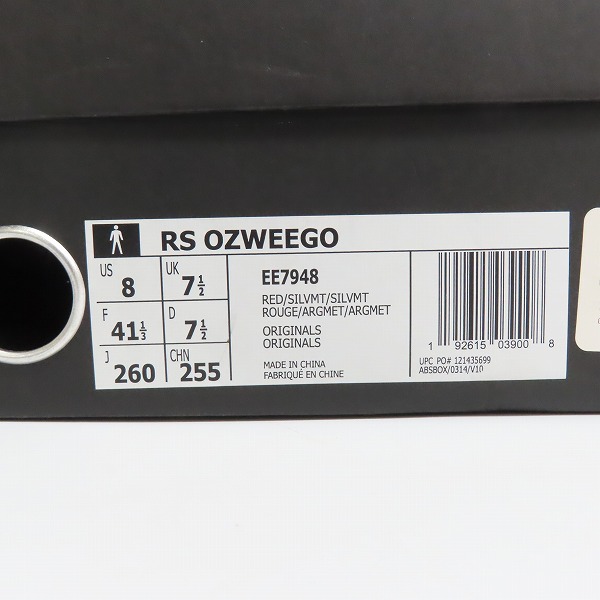 RS OZWEEGO
US 8 UK 7½
F 41⅓ D 7½
J 260 CHN 255
EE7948
RED/SILVMT/SILVMT
ROUGE/ARGMET/ARGMET
ORIGINALS
ORIGINALS
MADE IN CHINA
FABRIQUÉ EN CHINE
1 92615 03900 8
UPC PO# 121435699
ABSBOX/0314/V10